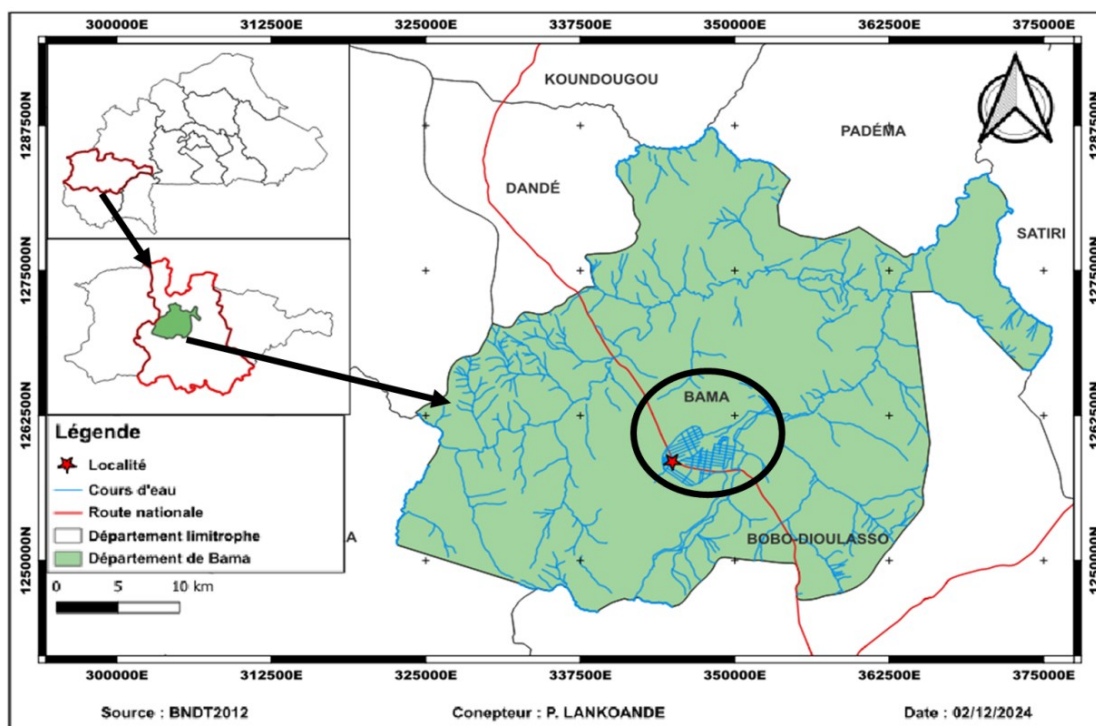 300000E 312500E 325000E 337500E 350000E 362500E 375000E
1287500N
1275000N
1262500N
1250000N
1287500N
1275000N
1262500N
1250000N
KOUNDOUGOU
PADÉMA
DANDÉ
SATIRI
BAMA
BOBO-DIOULASSO
A
Légende
Localité
Cours d'eau
Route nationale
Département limitrophe
Département de Bama
0 5 10 km
300000E 312500E 325000E 337500E 350000E 362500E 375000E
Source : BNDT2012 Conepteur : P. LANKOANDE Date : 02/12/2024